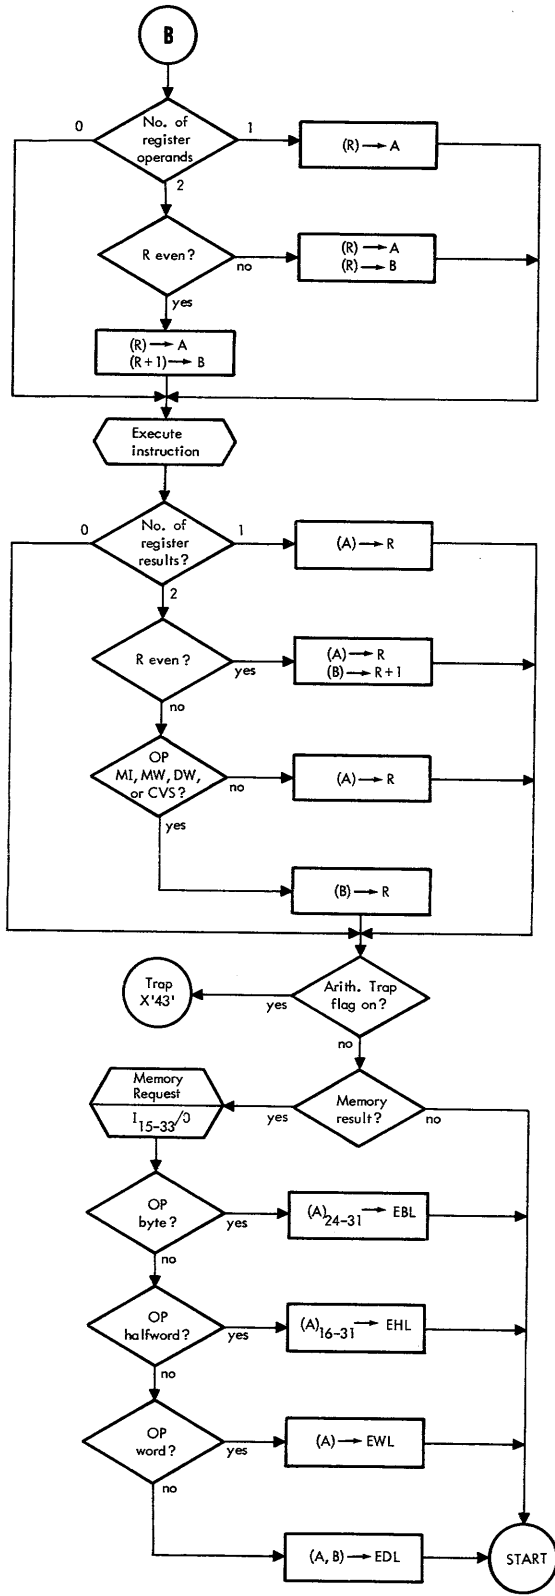 B
No. of
register
operands
0
1
2
(R) → A
R even?
no
yes
(R) → A
(R) → B
(R) → A
(R+1) → B
Execute
instruction
No. of
register
results?
0
1
2
(A) → R
R even?
yes
no
(A) → R
(B) → R+1
OP
MI, MW, DW,
or CVS?
no
yes
(A) → R
(B) → R
Arith. Trap
flag on?
yes
no
Trap
X'43'
Memory
result?
yes
no
Memory
Request
I15-33/
OP
byte?
yes
no
(A)24-31 → EBL
OP
halfword?
yes
no
(A)16-31 → EHL
OP
word?
yes
no
(A) → EWL
(A, B) → EDL
START